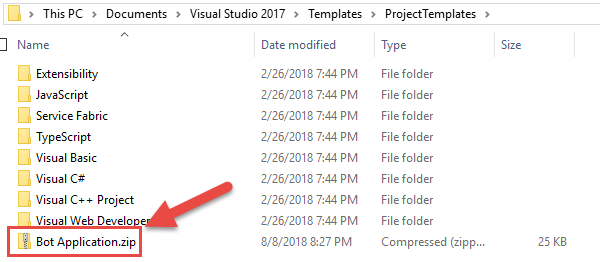 This PC > Documents > Visual Studio 2017 > Templates > ProjectTemplates >
Name Date modified Type Size
Extensibility 2/26/2018 7:44 PM File folder
JavaScript 2/26/2018 7:44 PM File folder
Service Fabric 2/26/2018 7:44 PM File folder
TypeScript 2/26/2018 7:44 PM File folder
Visual Basic 2/26/2018 7:44 PM File folder
Visual C# 2/26/2018 7:44 PM File folder
Visual C++ Project 2/26/2018 7:44 PM File folder
Visual Web Developer 2/26/2018 7:44 PM File folder
Bot Application.zip 8/8/2018 8:27 PM Compressed (zipp... 25 KB